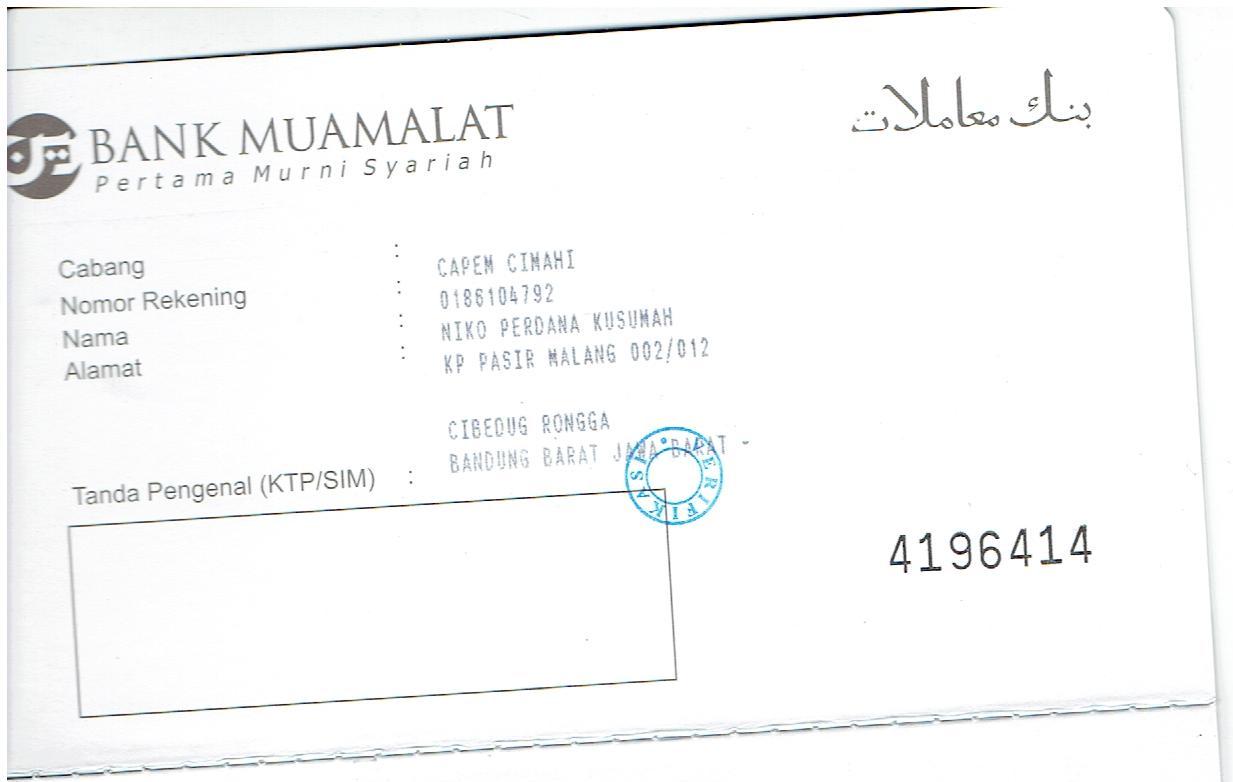 BANK MUAMALAT
بنك معاملات
Pertama Murni Syariah
Cabang : CAPEM CIMAHI
Nomor Rekening : 0186104792
Nama : NIKO PERDANA KUSUMAH
Alamat : KP PASIR MALANG 002/012
CIBEDUG RONGGA
BANDUNG BARAT JAWA BARAT -
Tanda Pengenal (KTP/SIM) :
VERIFIKASI
4196414